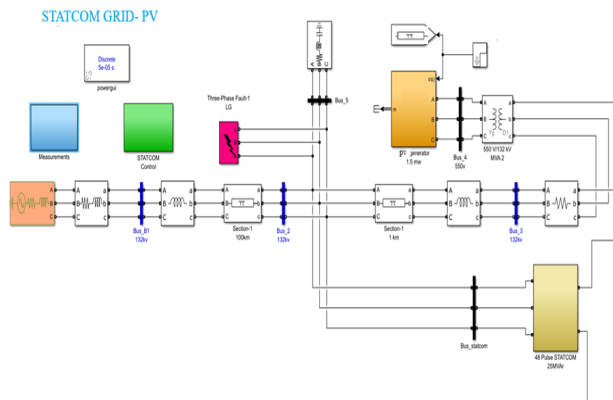 STATCOM GRID- PV
Discrete
5e-05 s.
powergui
Measurements
STATCOM
Control
Three-Phase Fault-1
LG
A
B
C
Bus_5
m
A
B
C
generator
1.5 mw
Bus_4
550v
550 V/132 kV
MVA 2
A
B
C
a
b
c
Bus_B1
132kv
Section-1
100km
Bus_2
132kv
Section-1
1 km
Bus_3
132kv
Bus_statcom
48 Pulse STATCOM
25MVAr